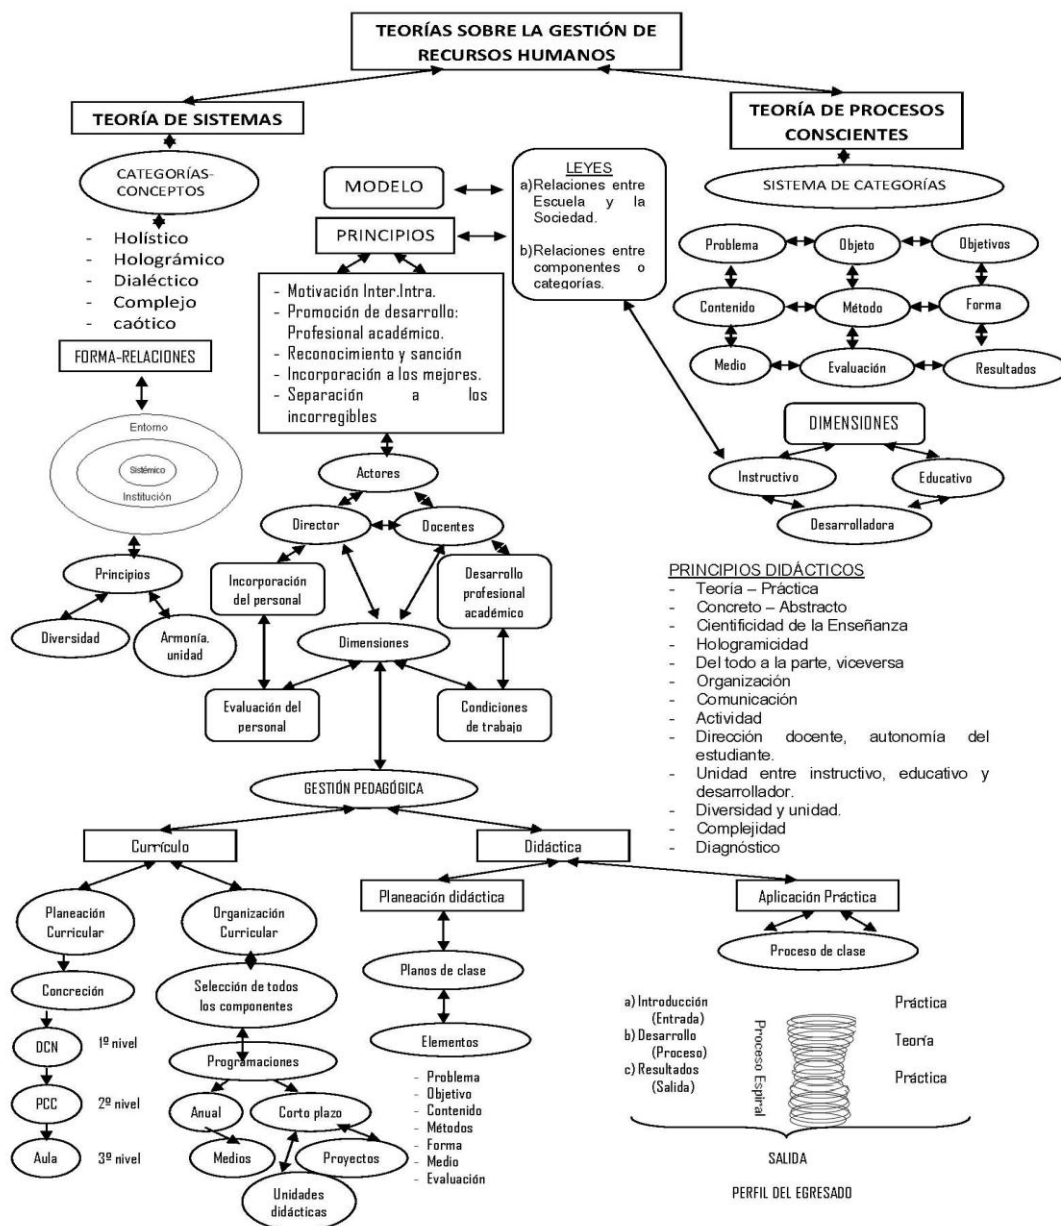 TEORÍAS SOBRE LA GESTIÓN DE
RECURSOS HUMANOS
TEORÍA DE SISTEMAS
CATEGORÍAS-
CONCEPTOS
- Holístico
- Holográmico
- Dialéctico
- Complejo
- caótico
FORMA-RELACIONES
Entorno
Sistémico
Institución
Principios
Diversidad
Armonía.
unidad
MODELO
PRINCIPIOS
LEYES
a)Relaciones entre
Escuela y la
Sociedad.
b)Relaciones entre
componentes o
categorías.
- Motivación Inter.Intra.
- Promoción de desarrollo:
Profesional académico.
- Reconocimiento y sanción
- Incorporación a los mejores.
- Separación a los
incorregibles
Actores
Director
Docentes
Incorporación
del personal
Desarrollo
profesional
académico
Dimensiones
Evaluación del
personal
Condiciones
de trabajo
TEORÍA DE PROCESOS
CONSCIENTES
SISTEMA DE CATEGORÍAS
Problema
Objeto
Objetivos
Contenido
Método
Forma
Medio
Evaluación
Resultados
DIMENSIONES
Instructivo
Educativo
Desarrolladora
PRINCIPIOS DIDÁCTICOS
- Teoría – Práctica
- Concreto – Abstracto
- Cientificidad de la Enseñanza
- Hologramicidad
- Del todo a la parte, viceversa
- Organización
- Comunicación
- Actividad
- Dirección docente, autonomía del
estudiante.
- Unidad entre instructivo, educativo y
desarrollador.
- Diversidad y unidad.
- Complejidad
- Diagnóstico
GESTIÓN PEDAGÓGICA
Currículo
Didáctica
Planeación
Curricular
Organización
Curricular
Concreción
DCN 1º nivel
PCC 2º nivel
Aula 3º nivel
Selección de todos
los componentes
Programaciones
Anual
Corto plazo
Medios
Proyectos
Unidades
didácticas
Planeación didáctica
Planos de clase
Elementos
- Problema
- Objetivo
- Contenido
- Métodos
- Forma
- Medio
- Evaluación
Aplicación Práctica
Proceso de clase
a) Introducción
(Entrada)
b) Desarrollo
(Proceso)
c) Resultados
(Salida)
Proceso Espiral
Práctica
Teoría
Práctica
SALIDA
PERFIL DEL EGRESADO